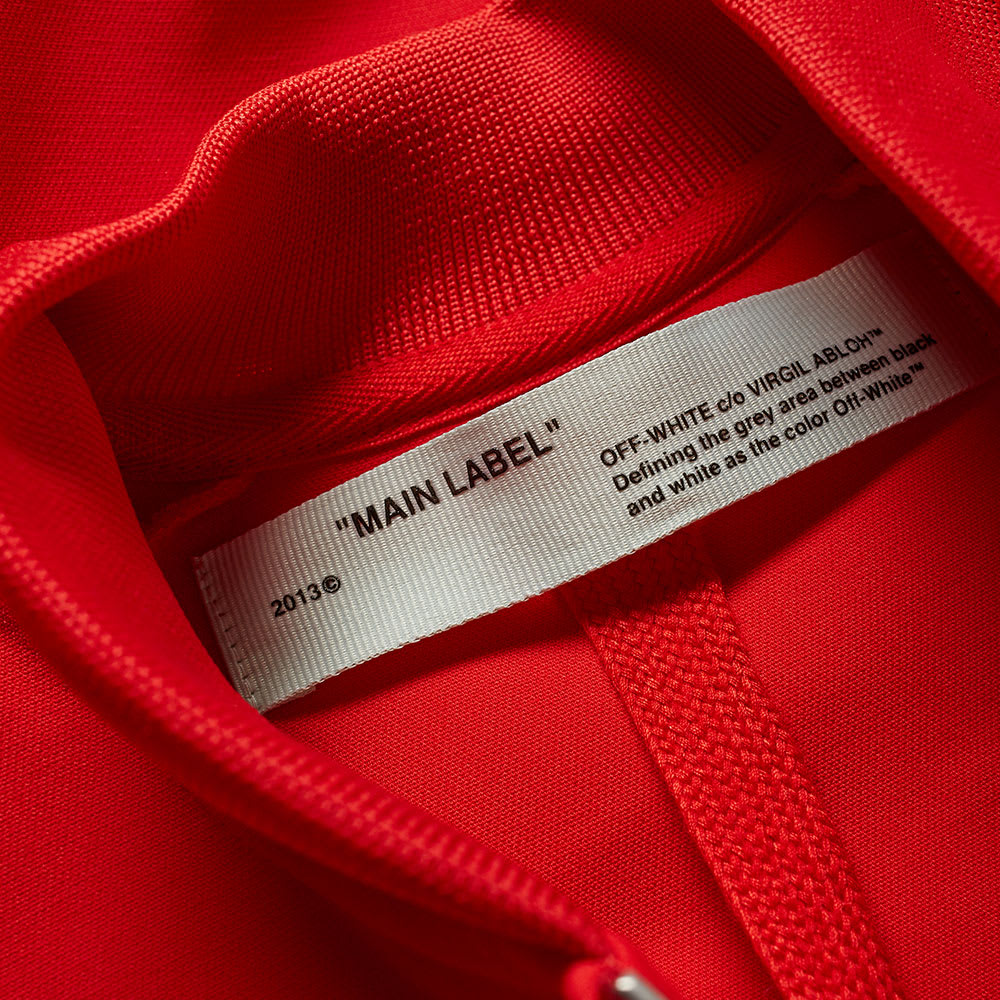 2013©
"MAIN LABEL"
OFF-WHITE c/o VIRGIL ABLOH™
Defining the grey area between black
and white as the color Off-White™